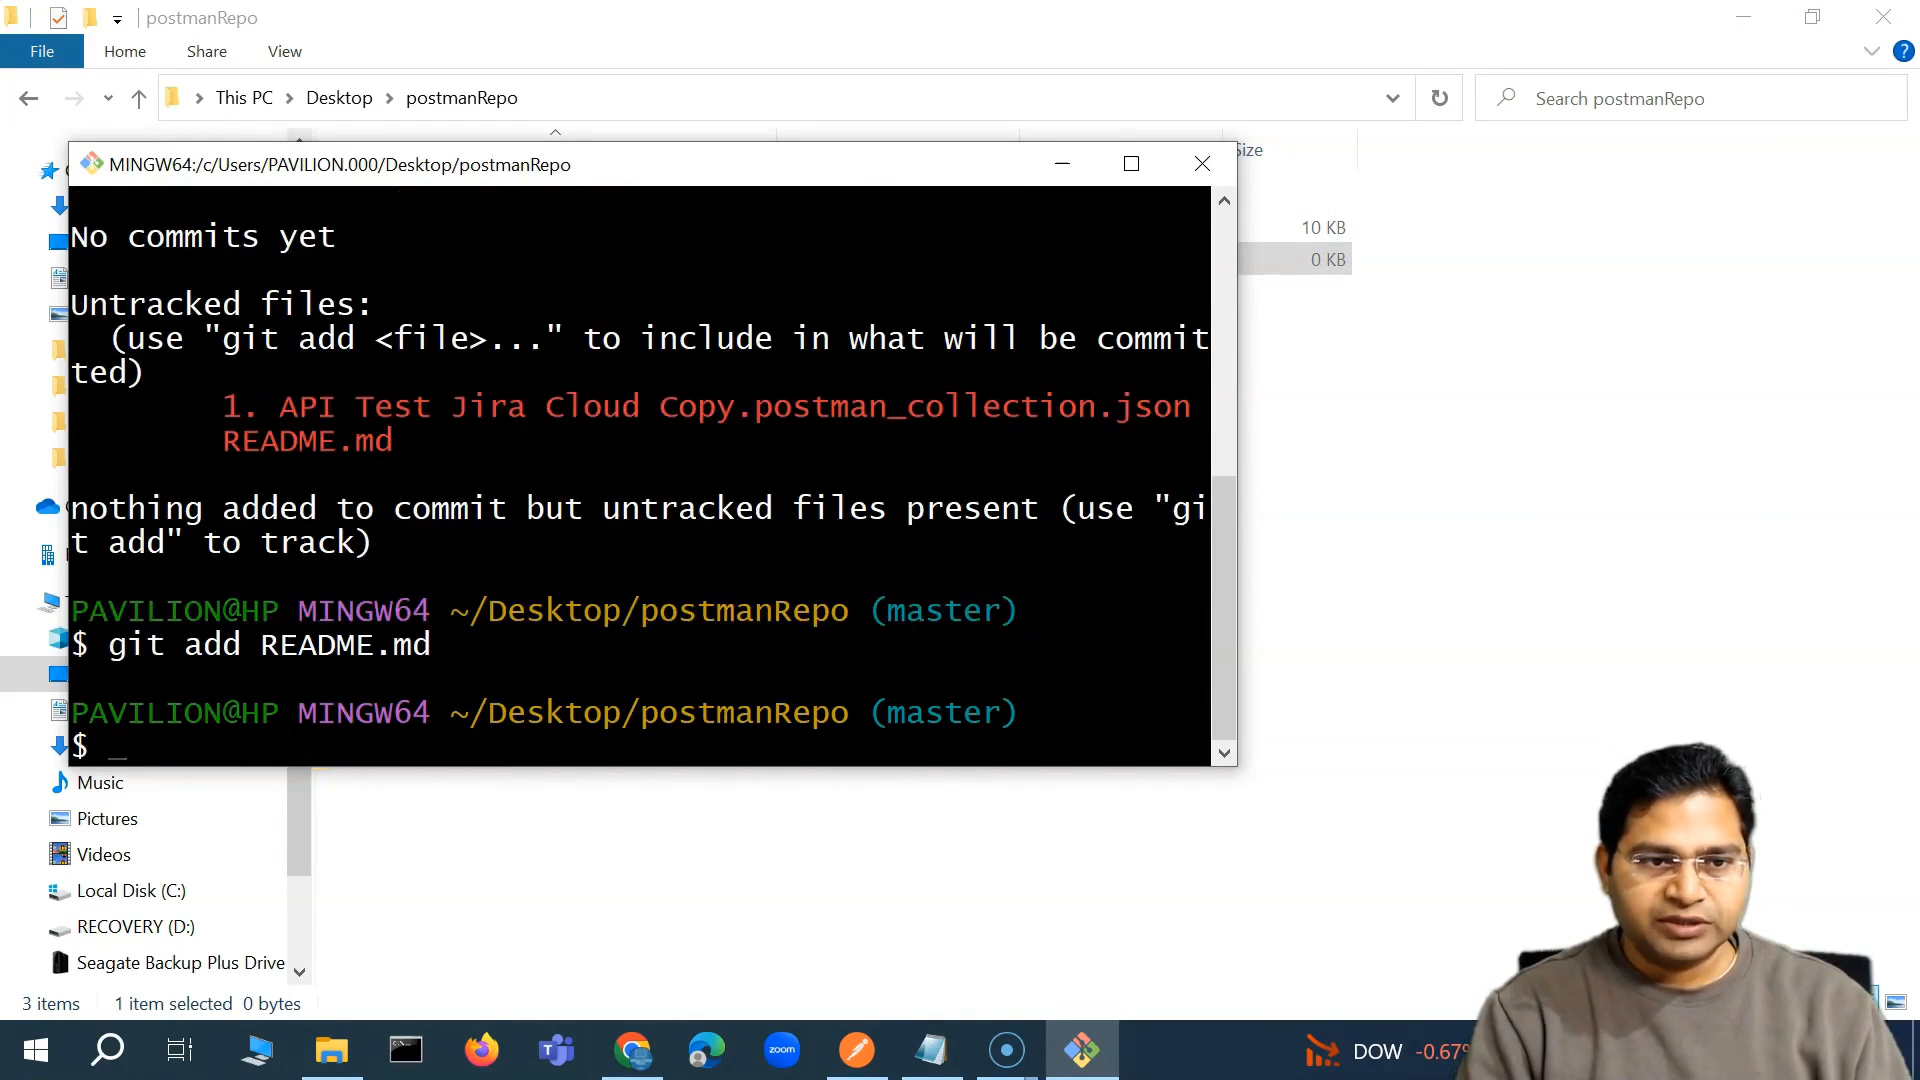 postmanRepo
File Home Share View
This PC Desktop postmanRepo
Search postmanRepo
MINGW64:/c/Users/PAVILION.000/Desktop/postmanRepo
Size
10 KB
0 KB
No commits yet
Untracked files:
(use "git add <file>..." to include in what will be commit
ted)
1. API Test Jira Cloud Copy.postman_collection.json
README.md
nothing added to commit but untracked files present (use "gi
t add" to track)
PAVILION@HP MINGW64 ~/Desktop/postmanRepo (master)
$ git add README.md
PAVILION@HP MINGW64 ~/Desktop/postmanRepo (master)
$ _
Music
Pictures
Videos
Local Disk (C:)
RECOVERY (D:)
Seagate Backup Plus Drive
3 items 1 item selected 0 bytes
zoom
DOW -0.67%